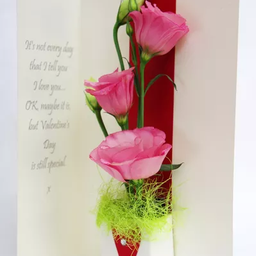 It's not every day
that I tell you
I love you...
OK, maybe it is,
but Valentine's
Day
is still special
x